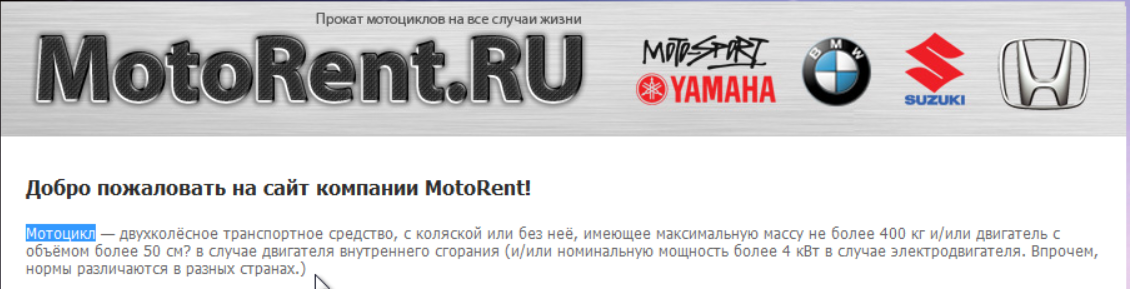 Прокат мотоциклов на все случаи жизни
MotoRent.RU
MOTOSPORT
YAMAHA
BMW
SUZUKI
Добро пожаловать на сайт компании MotoRent!
Мотоцикл — двухколёсное транспортное средство, с коляской или без неё, имеющее максимальную массу не более 400 кг и/или двигатель с
объёмом более 50 см? в случае двигателя внутреннего сгорания (и/или номинальную мощность более 4 кВт в случае электродвигателя. Впрочем,
нормы различаются в разных странах.)